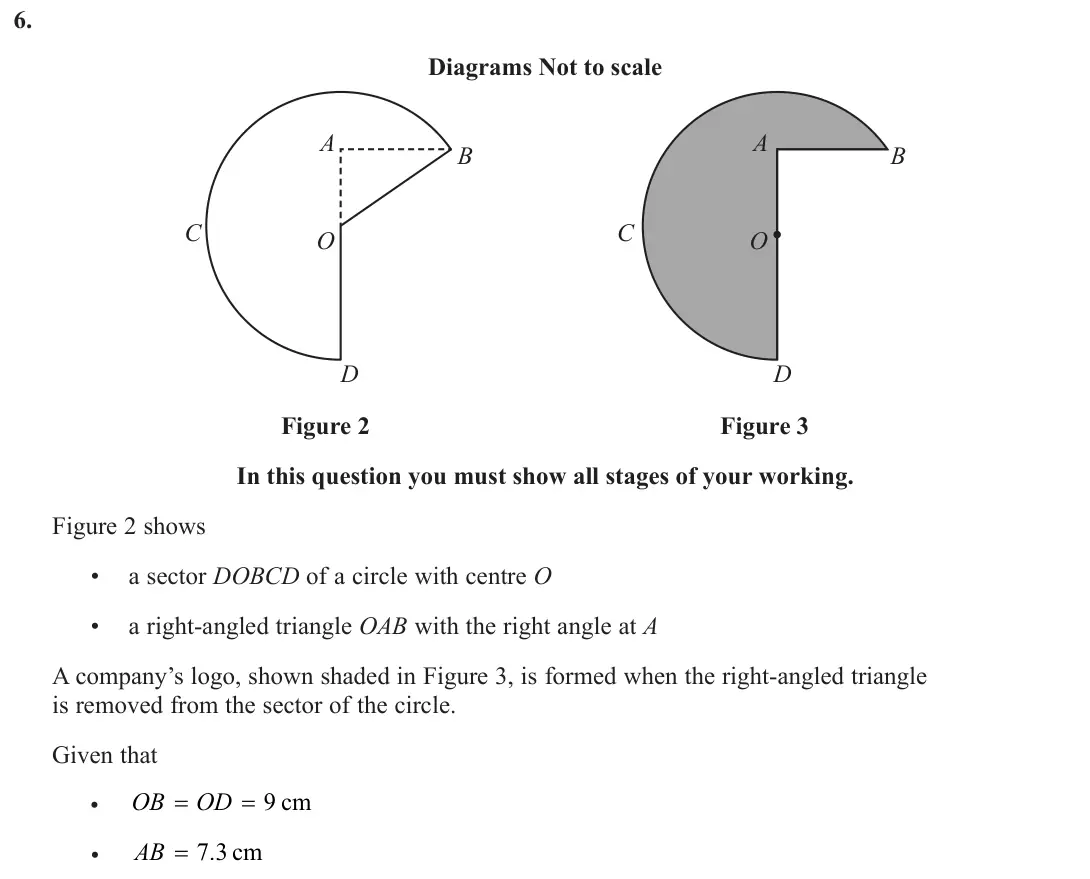 6.
Diagrams Not to scale
A
B
C
O
D
A
B
C
O
D
Figure 2
Figure 3
In this question you must show all stages of your working.
Figure 2 shows
• a sector DOBCD of a circle with centre O
• a right-angled triangle OAB with the right angle at A
A company’s logo, shown shaded in Figure 3, is formed when the right-angled triangle
is removed from the sector of the circle.
Given that
• OB = OD = 9 cm
• AB = 7.3 cm